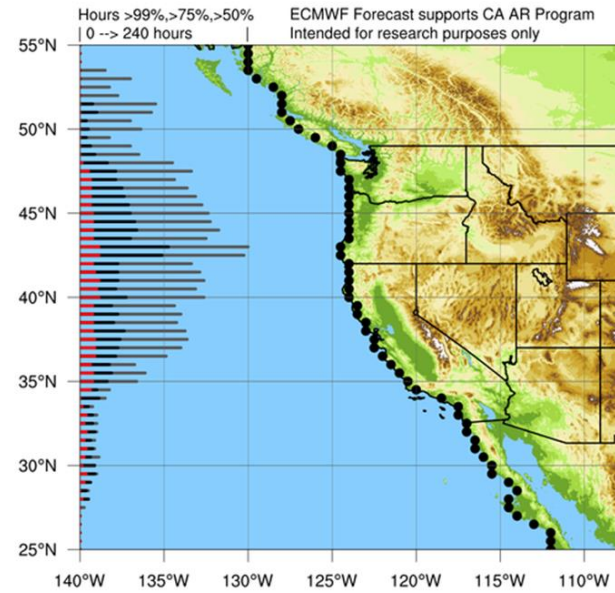 Hours >99%,>75%,>50% ECMWF Forecast supports CA AR Program
| 0 --> 240 hours | Intended for research purposes only
55°N
50°N
45°N
40°N
35°N
30°N
25°N
140°W 135°W 130°W 125°W 120°W 115°W 110°W